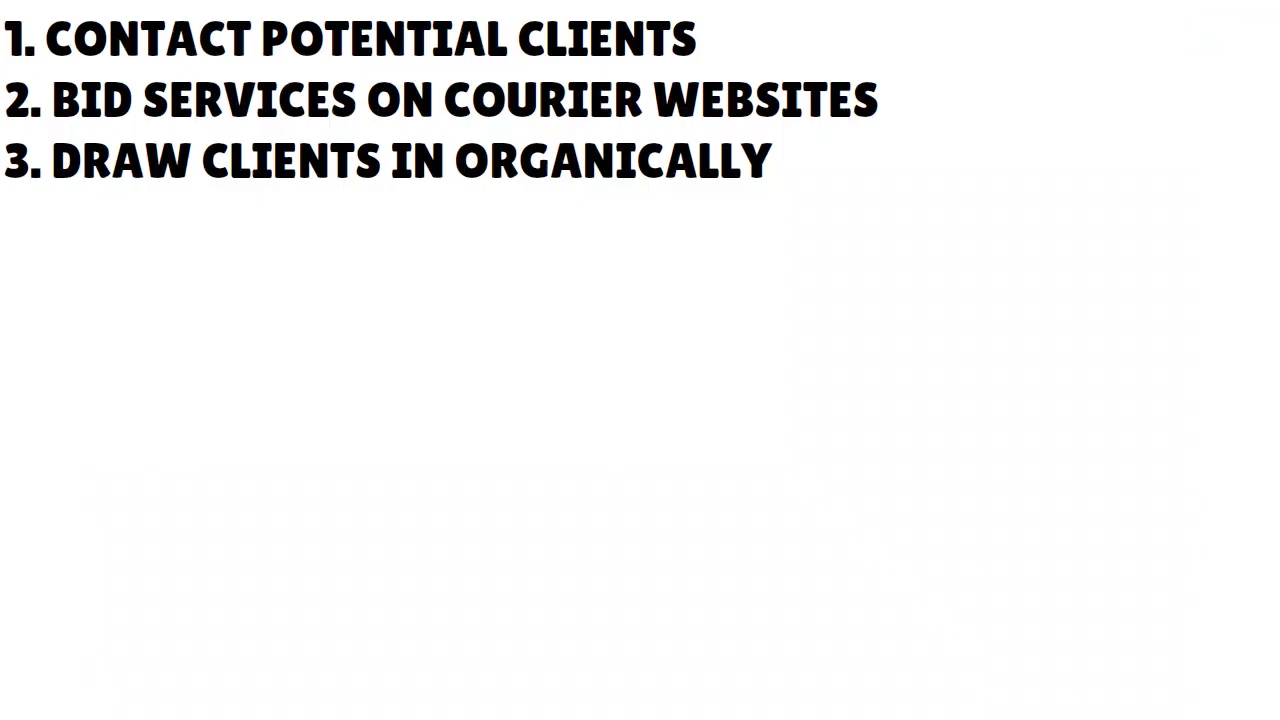 1. CONTACT POTENTIAL CLIENTS
2. BID SERVICES ON COURIER WEBSITES
3. DRAW CLIENTS IN ORGANICALLY